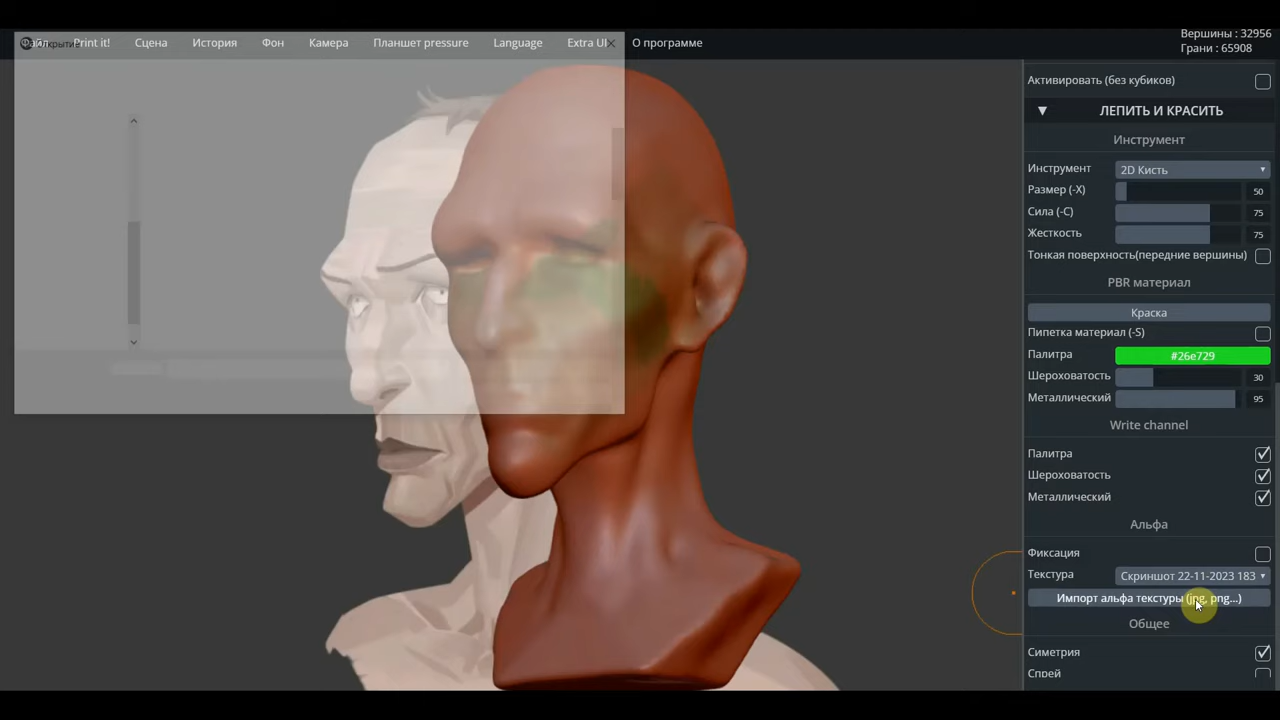 Файл Print it! Сцена История Фон Камера Планшет pressure Language Extra UI О программе
Вершины : 32956
Грани : 65908
Активировать (без кубиков)
▼ ЛЕПИТЬ И КРАСИТЬ
Инструмент
Инструмент 2D Кисть
Размер (-X) 50
Сила (-C) 75
Жесткость 75
Тонкая поверхность(передние вершины)
PBR материал
Краска
Пипетка материал (-S)
Палитра #26e729
Шероховатость 30
Металлический 95
Write channel
Палитра
Шероховатость
Металлический
Альфа
Фиксация
Текстура Скриншот 22-11-2023 183
Импорт альфа текстуры (jpg, png...)
Общее
Симетрия
Спрей